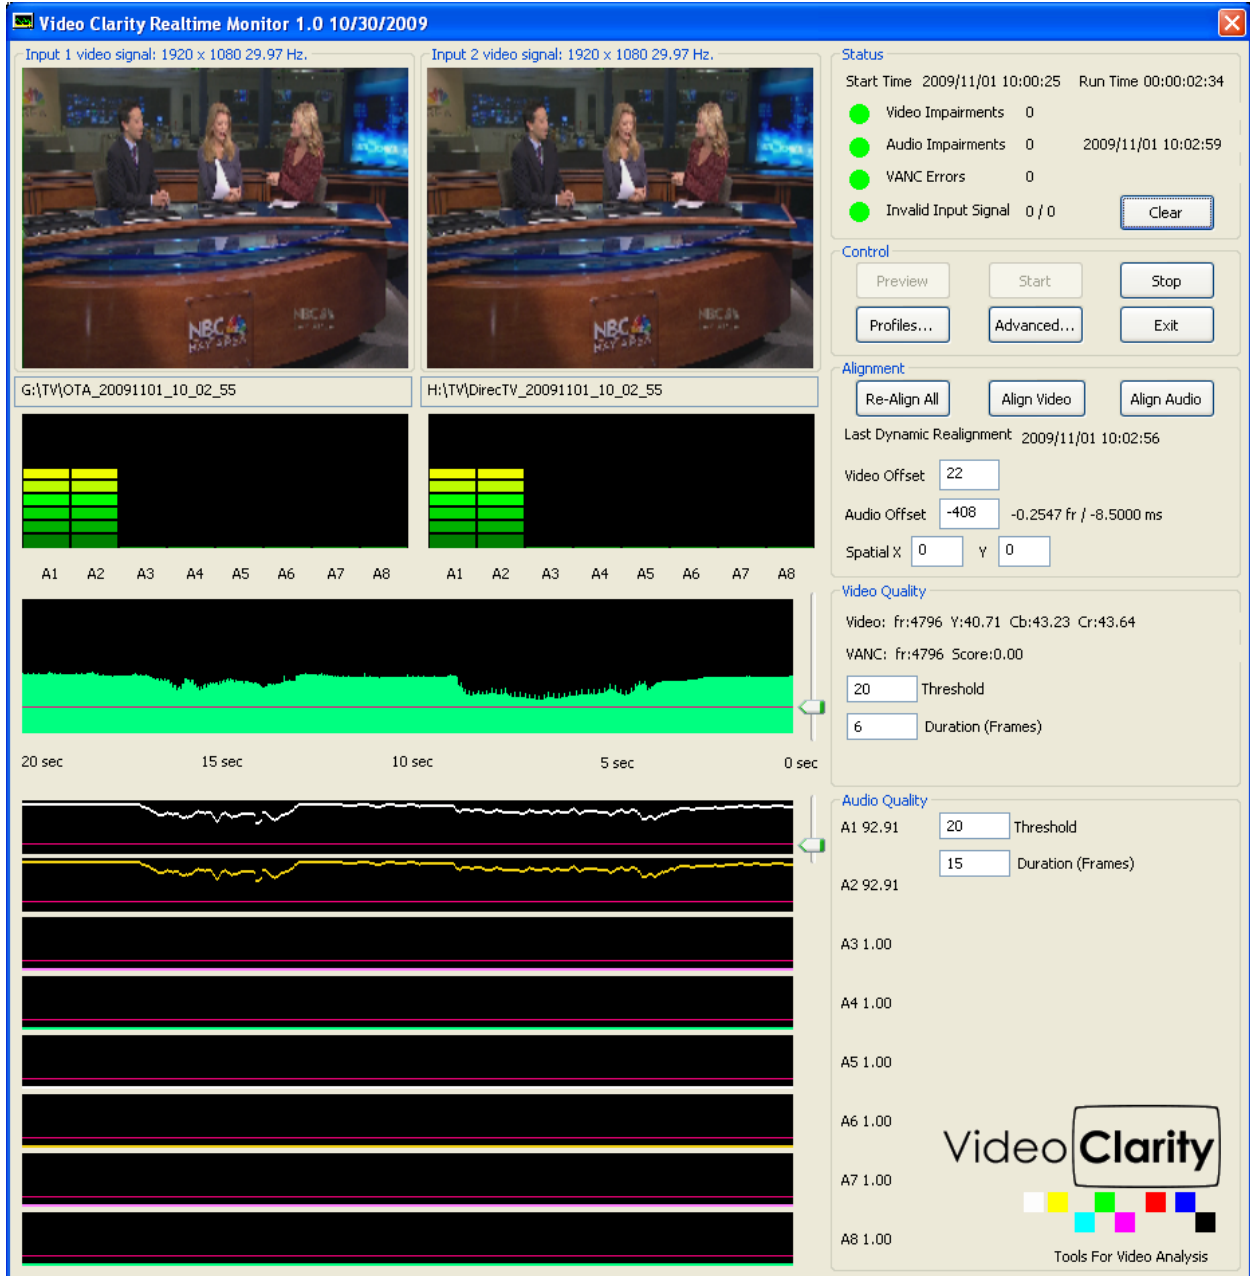 Video Clarity Realtime Monitor 1.0 10/30/2009
Input 1 video signal: 1920 x 1080 29.97 Hz.
Input 2 video signal: 1920 x 1080 29.97 Hz.
NBC
BAY AREA
NBC
NBC
BAY AREA
NBC
G:\TV\OTA_20091101_10_02_55
H:\TV\DirecTV_20091101_10_02_55
A1 A2 A3 A4 A5 A6 A7 A8
A1 A2 A3 A4 A5 A6 A7 A8
20 sec 15 sec 10 sec 5 sec 0 sec
Status
Start Time 2009/11/01 10:00:25 Run Time 00:00:02:34
Video Impairments 0
Audio Impairments 0 2009/11/01 10:02:59
VANC Errors 0
Invalid Input Signal 0 / 0 Clear
Control
Preview Start Stop
Profiles... Advanced... Exit
Alignment
Re-Align All Align Video Align Audio
Last Dynamic Realignment 2009/11/01 10:02:56
Video Offset 22
Audio Offset -408 -0.2547 fr / -8.5000 ms
Spatial X 0 Y 0
Video Quality
Video: fr:4796 Y:40.71 Cb:43.23 Cr:43.64
VANC: fr:4796 Score:0.00
20 Threshold
6 Duration (Frames)
Audio Quality
A1 92.91 20 Threshold
15 Duration (Frames)
A2 92.91
A3 1.00
A4 1.00
A5 1.00
A6 1.00
A7 1.00
A8 1.00
Video Clarity
Tools For Video Analysis